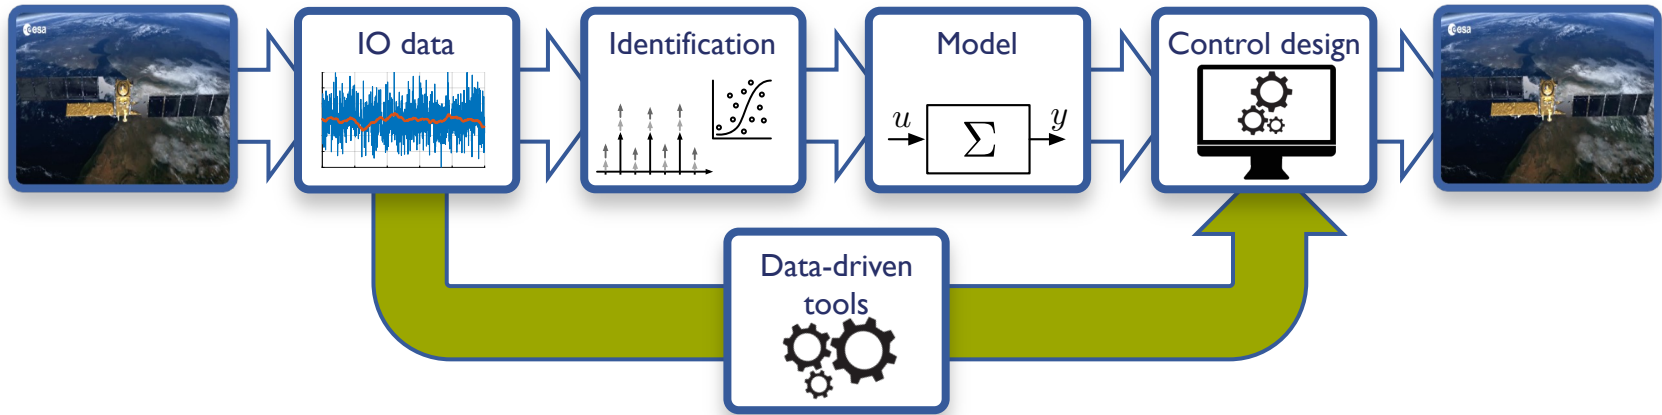 esa
IO data
Identification
Model
u
Σ
y
Control design
esa
Data-driven
tools